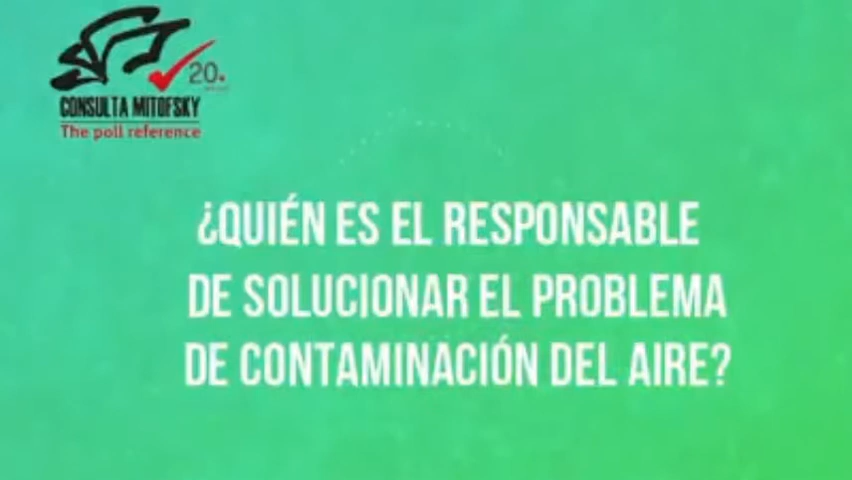 20.
CONSULTA MITOFSKY
The poll reference
¿QUIÉN ES EL RESPONSABLE
DE SOLUCIONAR EL PROBLEMA
DE CONTAMINACIÓN DEL AIRE?